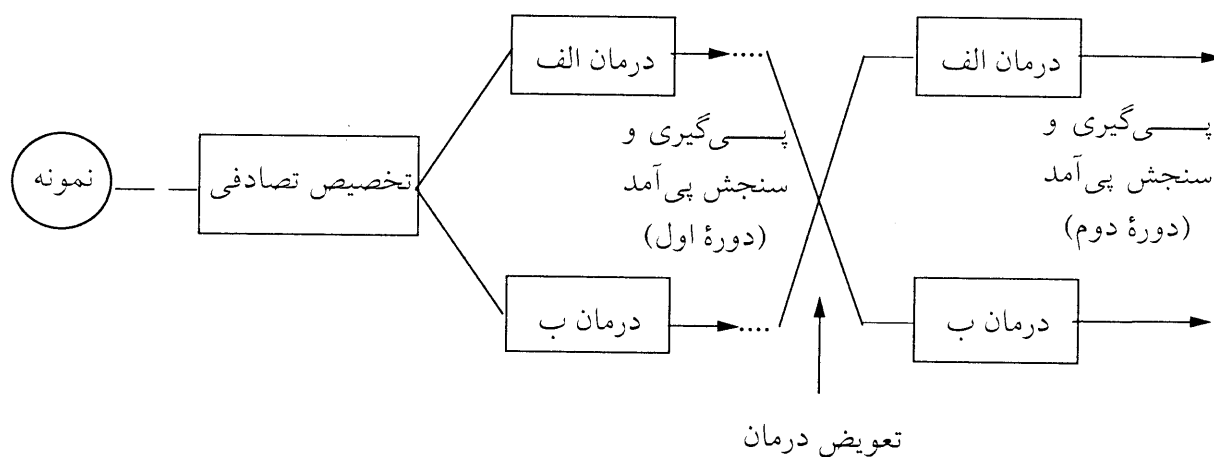 نمونه
تخصیص تصادفی
درمان الف
پی‌گیری و
سنجش پی‌آمد
(دورهٔ اول)
درمان ب
تعویض درمان
درمان الف
پی‌گیری و
سنجش پی‌آمد
(دورهٔ دوم)
درمان ب